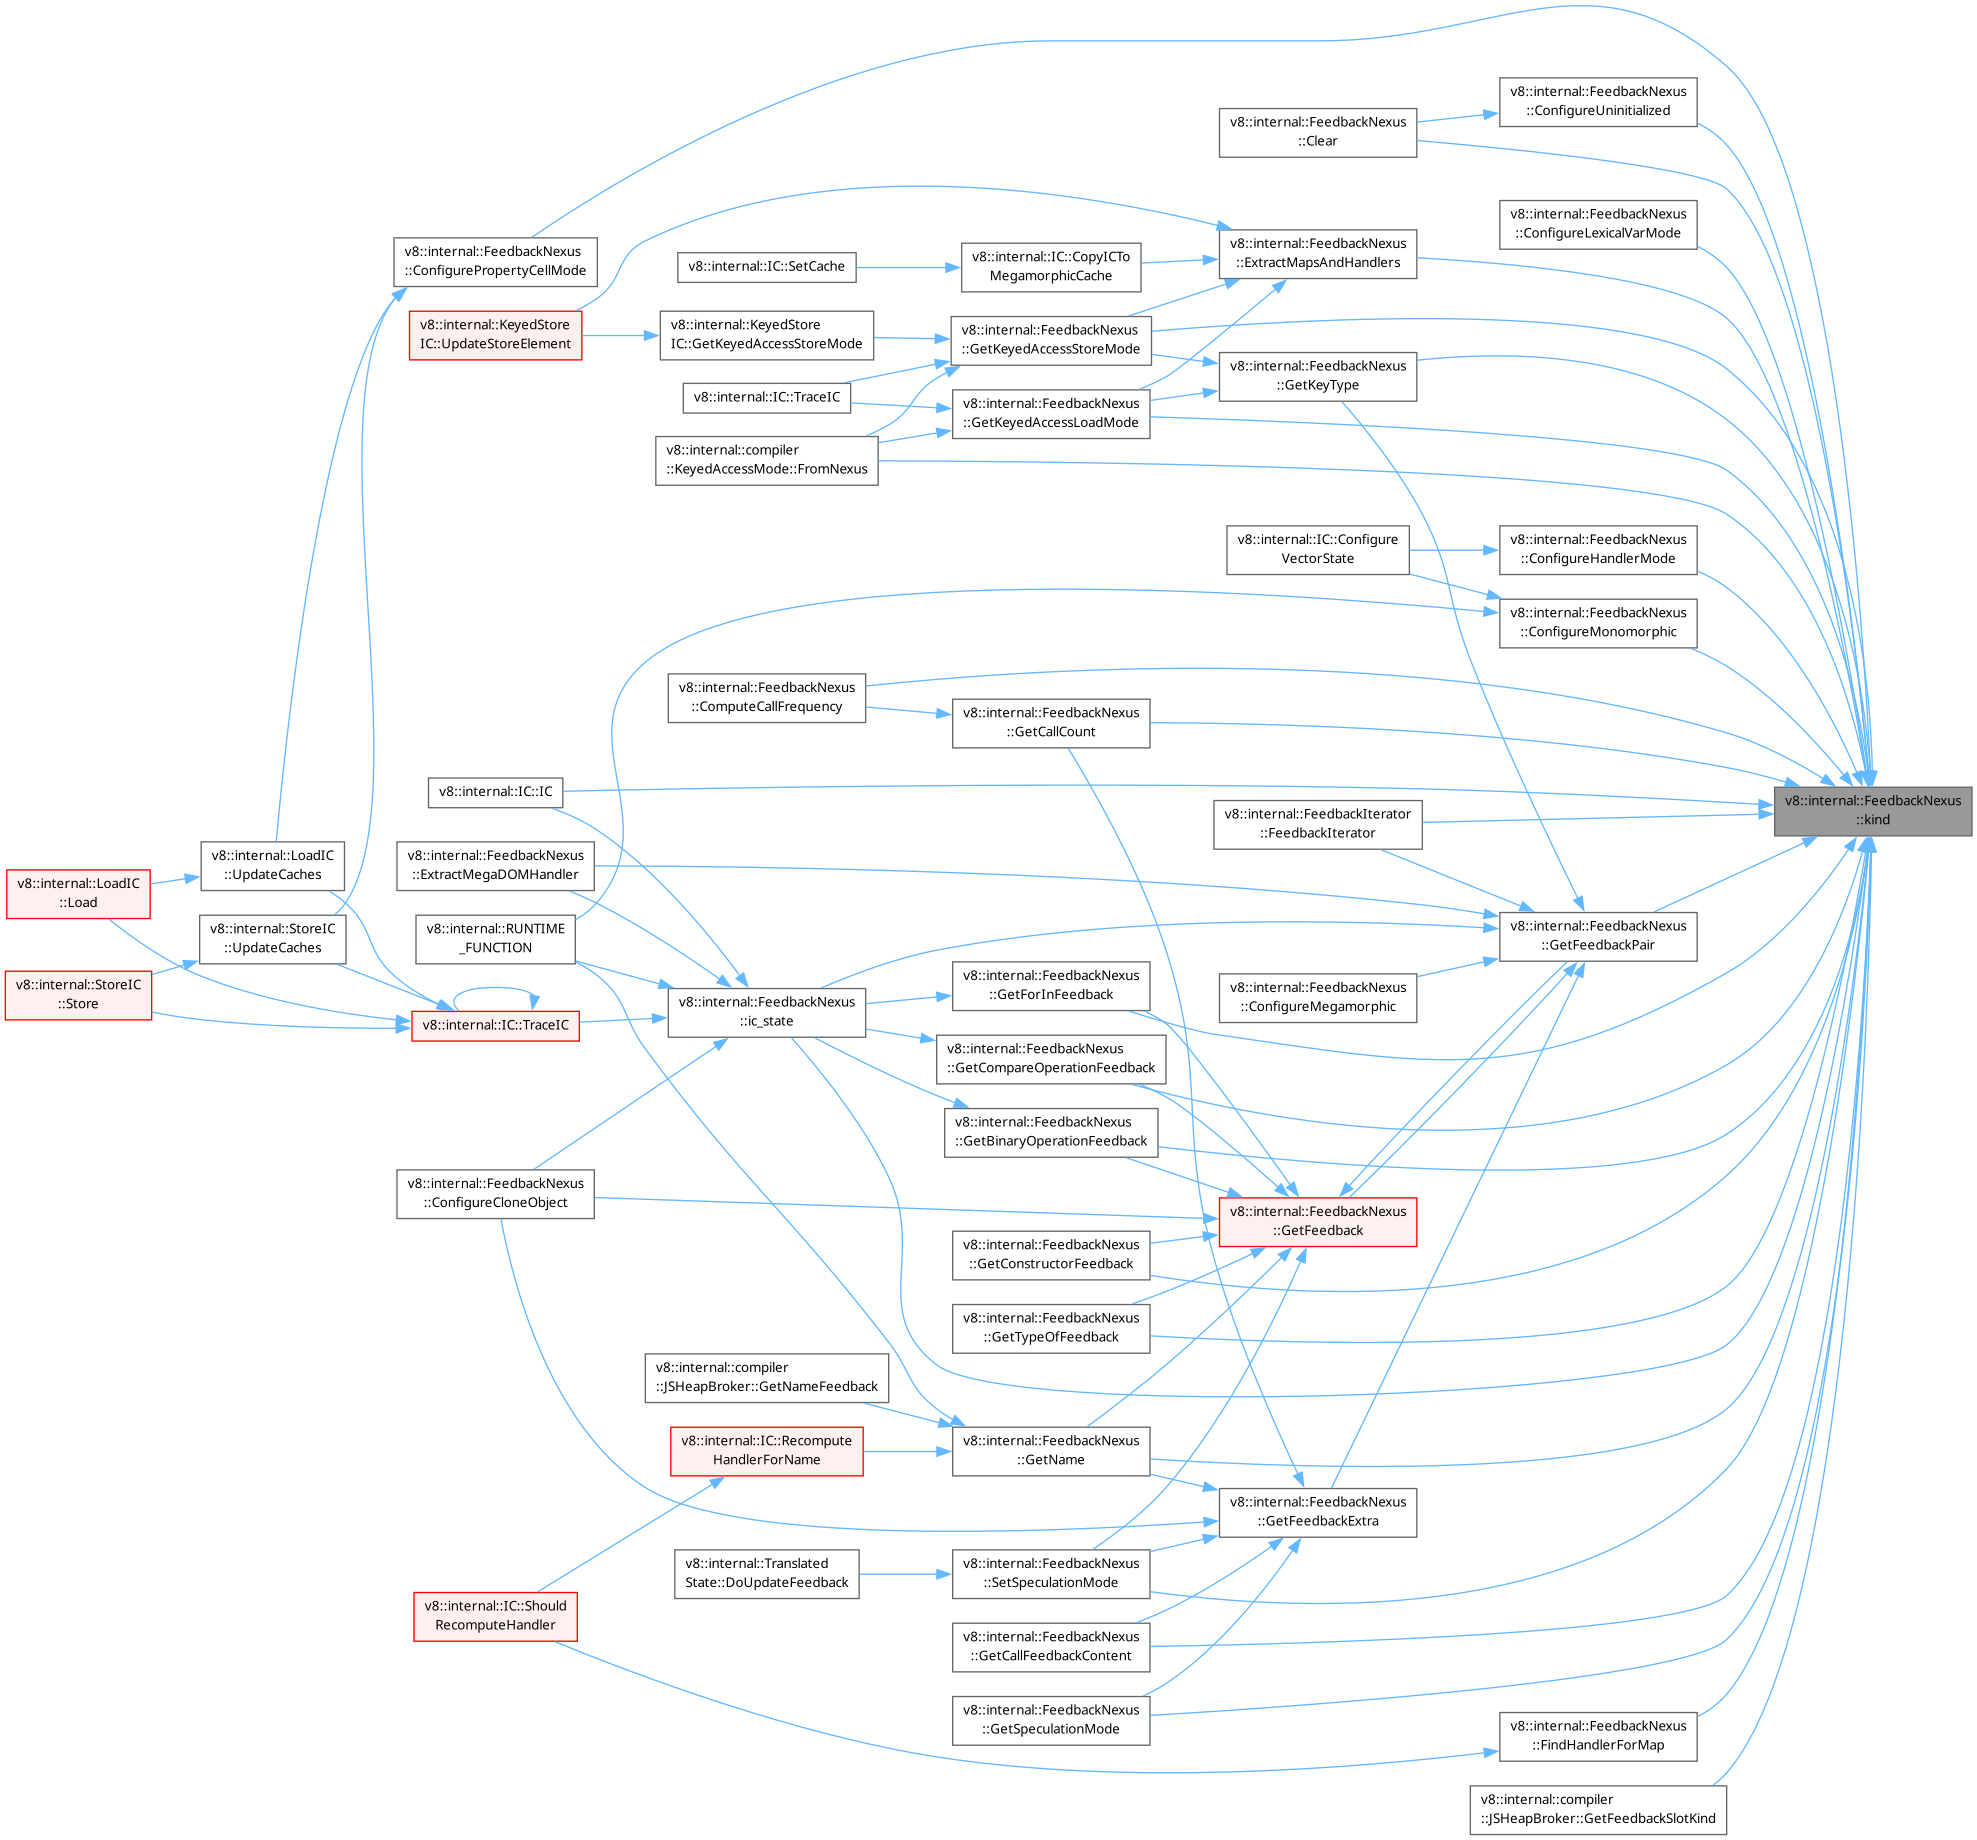 v8::internal::FeedbackNexus
::ConfigureUninitialized
v8::internal::FeedbackNexus
::Clear
v8::internal::FeedbackNexus
::ConfigureLexicalVarMode
v8::internal::FeedbackNexus
::ConfigurePropertyCellMode
v8::internal::IC::SetCache
v8::internal::IC::CopyICTo
MegamorphicCache
v8::internal::FeedbackNexus
::ExtractMapsAndHandlers
v8::internal::KeyedStore
IC::UpdateStoreElement
v8::internal::KeyedStore
IC::GetKeyedAccessStoreMode
v8::internal::FeedbackNexus
::GetKeyedAccessStoreMode
v8::internal::FeedbackNexus
::GetKeyType
v8::internal::IC::TraceIC
v8::internal::FeedbackNexus
::GetKeyedAccessLoadMode
v8::internal::compiler
::KeyedAccessMode::FromNexus
v8::internal::IC::Configure
VectorState
v8::internal::FeedbackNexus
::ConfigureHandlerMode
v8::internal::FeedbackNexus
::ConfigureMonomorphic
v8::internal::FeedbackNexus
::ComputeCallFrequency
v8::internal::FeedbackNexus
::GetCallCount
v8::internal::IC::IC
v8::internal::FeedbackIterator
::FeedbackIterator
v8::internal::FeedbackNexus
::kind
v8::internal::LoadIC
::UpdateCaches
v8::internal::FeedbackNexus
::ExtractMegaDOMHandler
v8::internal::LoadIC
::Load
v8::internal::StoreIC
::UpdateCaches
v8::internal::RUNTIME
_FUNCTION
v8::internal::FeedbackNexus
::GetFeedbackPair
v8::internal::StoreIC
::Store
v8::internal::IC::TraceIC
v8::internal::FeedbackNexus
::ic_state
v8::internal::FeedbackNexus
::GetForInFeedback
v8::internal::FeedbackNexus
::ConfigureMegamorphic
v8::internal::FeedbackNexus
::GetCompareOperationFeedback
v8::internal::FeedbackNexus
::GetBinaryOperationFeedback
v8::internal::FeedbackNexus
::ConfigureCloneObject
v8::internal::FeedbackNexus
::GetFeedback
v8::internal::FeedbackNexus
::GetConstructorFeedback
v8::internal::FeedbackNexus
::GetTypeOfFeedback
v8::internal::compiler
::JSHeapBroker::GetNameFeedback
v8::internal::IC::Recompute
HandlerForName
v8::internal::FeedbackNexus
::GetName
v8::internal::FeedbackNexus
::GetFeedbackExtra
v8::internal::Translated
State::DoUpdateFeedback
v8::internal::FeedbackNexus
::SetSpeculationMode
v8::internal::IC::Should
RecomputeHandler
v8::internal::FeedbackNexus
::GetCallFeedbackContent
v8::internal::FeedbackNexus
::GetSpeculationMode
v8::internal::FeedbackNexus
::FindHandlerForMap
v8::internal::compiler
::JSHeapBroker::GetFeedbackSlotKind